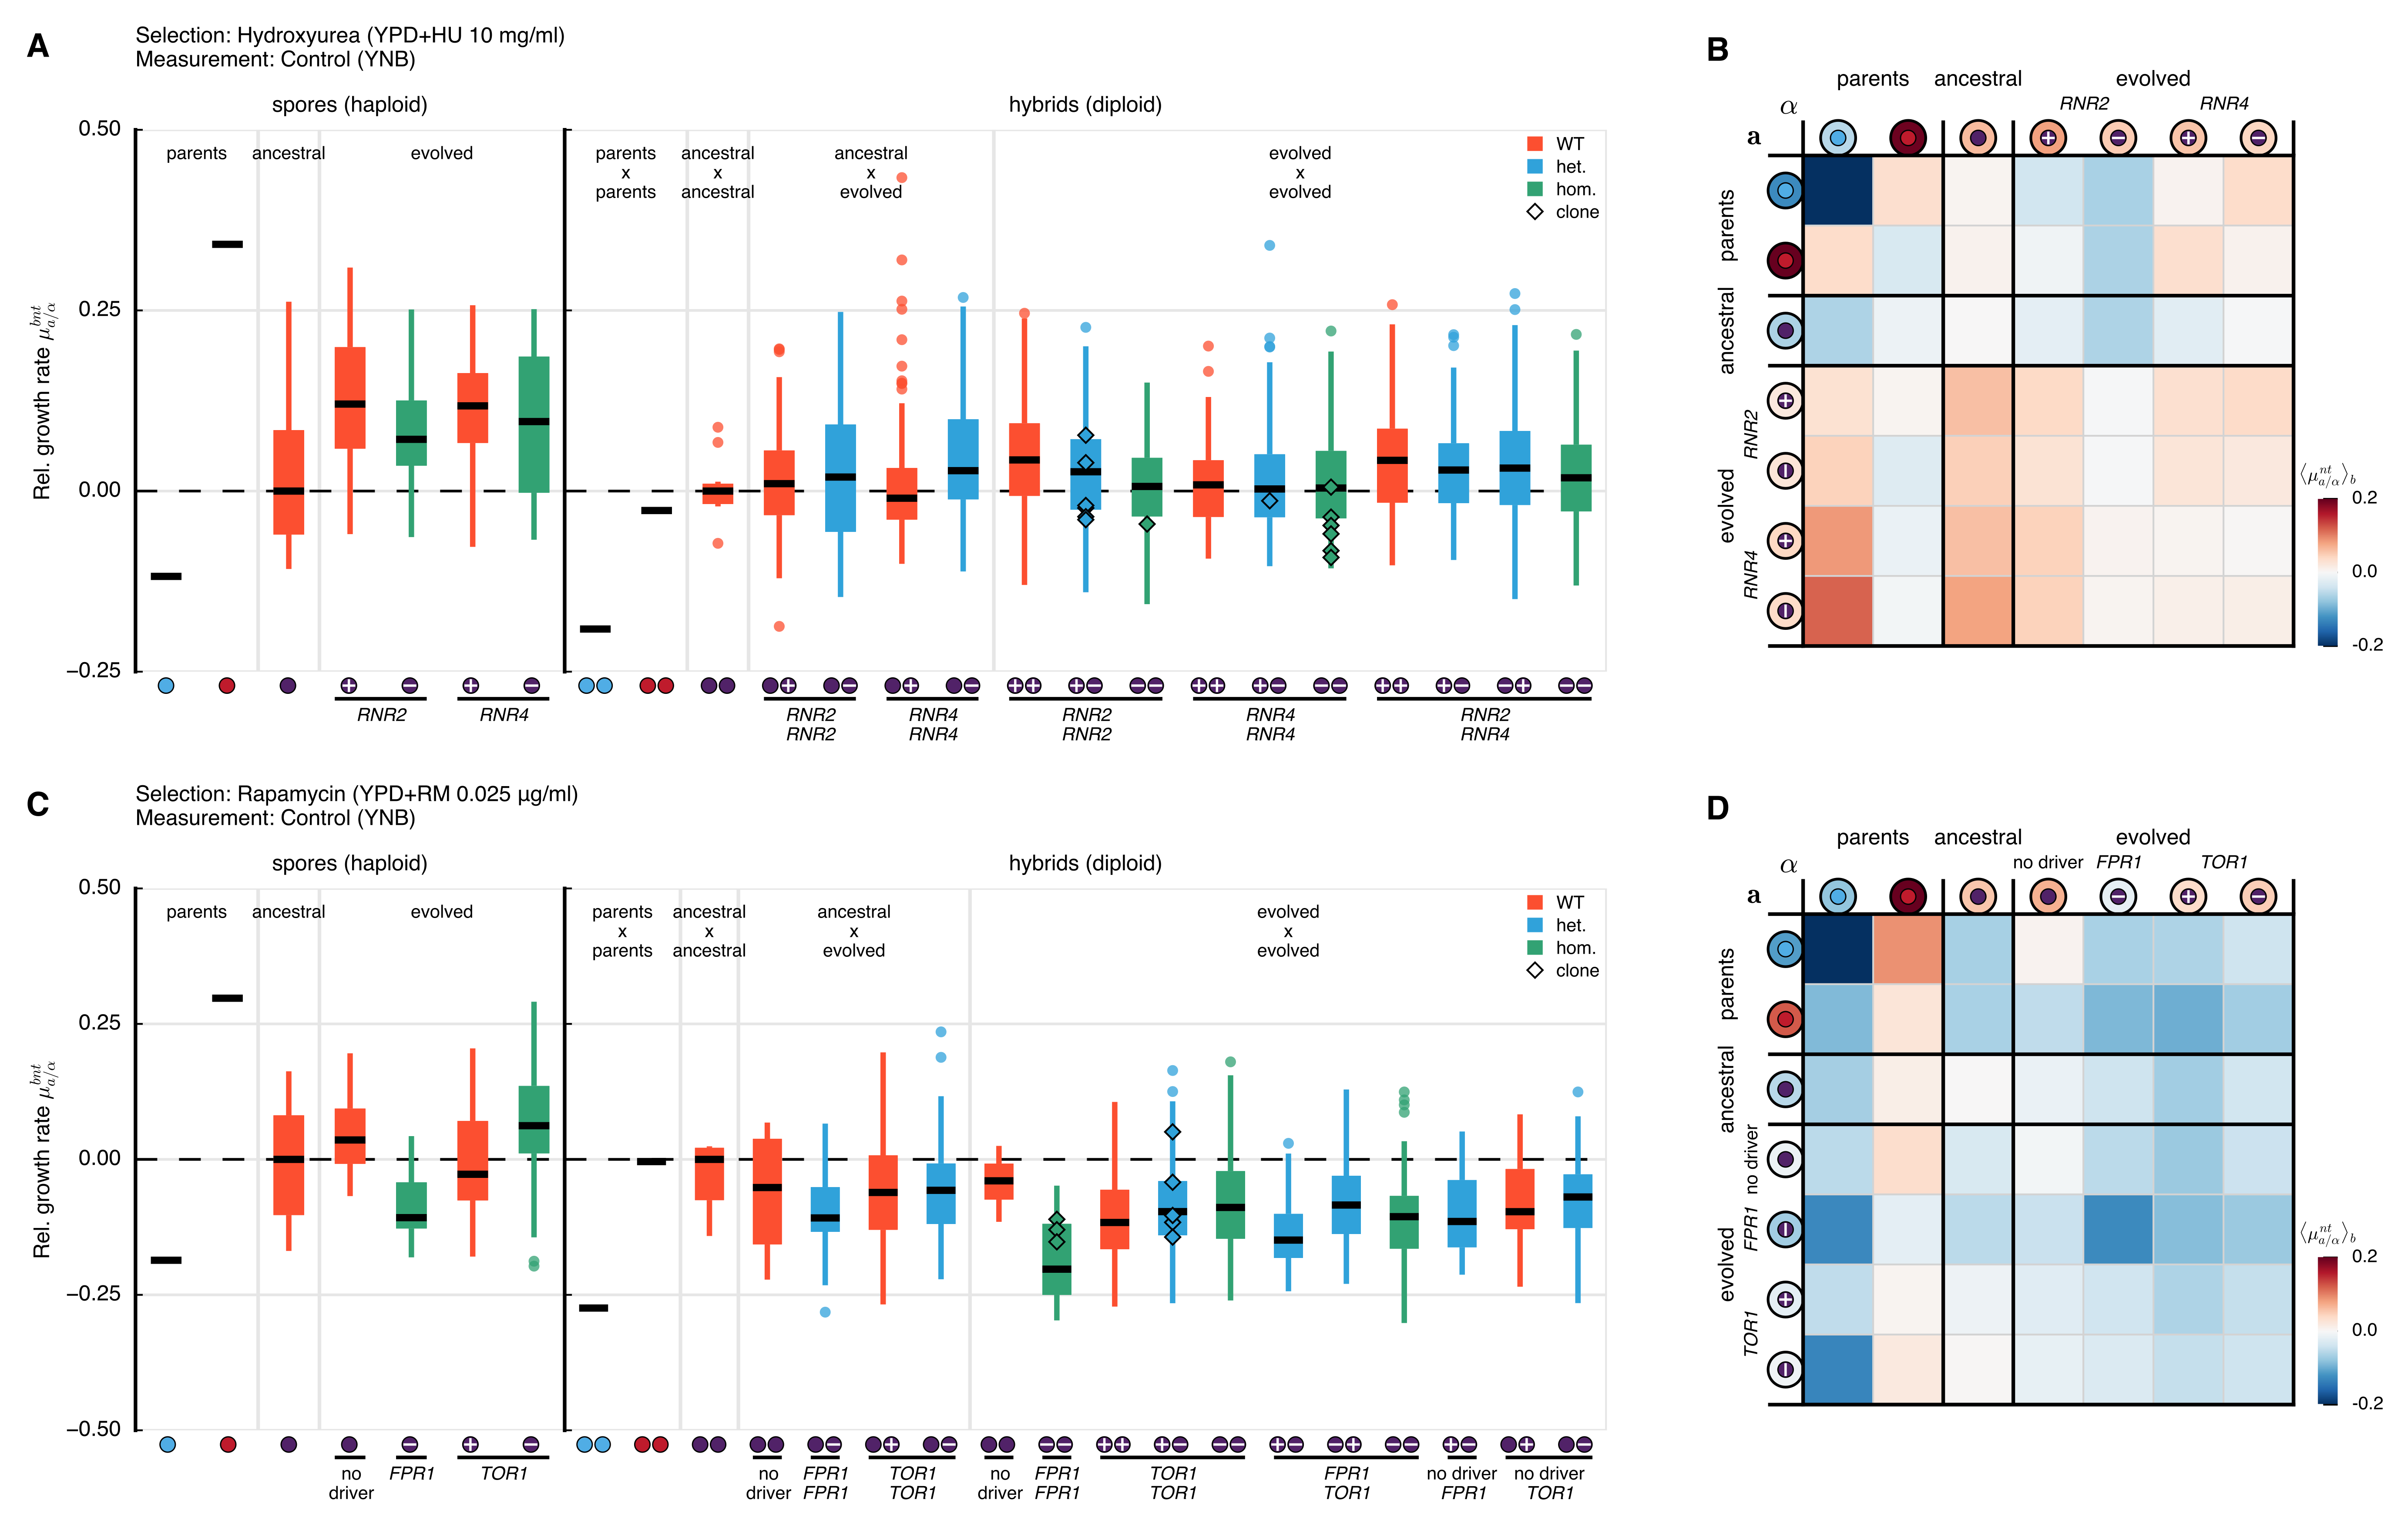 A
Selection: Hydroxyurea (YPD+HU 10 mg/ml)
Measurement: Control (YNB)
spores (haploid)
hybrids (diploid)
parents
ancestral
evolved
parents
x
parents
ancestral
x
ancestral
ancestral
x
evolved
evolved
x
evolved
WT
het.
hom.
clone
Rel. growth rate μ^{bnt}_{a/α}
0.50
0.25
0.00
−0.25
+
−
+
−
+
−
+
−
++
+−
−−
++
+−
−−
++
+−
+
−−
RNR2
RNR4
RNR2
RNR2
RNR4
RNR4
RNR2
RNR2
RNR4
RNR4
RNR2
RNR4
B
parents
ancestral
evolved
RNR2
RNR4
α
a
+
−
+
−
parents
ancestral
evolved
RNR2
RNR4
+
−
+
−
⟨μ^{nt}_{a/α}⟩_b
0.2
0.0
-0.2
C
Selection: Rapamycin (YPD+RM 0.025 μg/ml)
Measurement: Control (YNB)
spores (haploid)
hybrids (diploid)
parents
ancestral
evolved
parents
x
parents
ancestral
x
ancestral
ancestral
x
evolved
evolved
x
evolved
WT
het.
hom.
clone
Rel. growth rate μ^{bnt}_{a/α}
0.50
0.25
0.00
−0.25
−0.50
−
+
−
−
+
−
−−
++
+−
−−
+−
−+
−−
+−
+
−
no
driver
FPR1
TOR1
no
driver
FPR1
FPR1
TOR1
TOR1
no
driver
FPR1
FPR1
TOR1
TOR1
FPR1
TOR1
no driver
FPR1
no driver
TOR1
D
parents
ancestral
evolved
no driver
FPR1
TOR1
α
a
−
+
−
parents
ancestral
evolved
no driver
FPR1
TOR1
−
+
−
⟨μ^{nt}_{a/α}⟩_b
0.2
0.0
-0.2